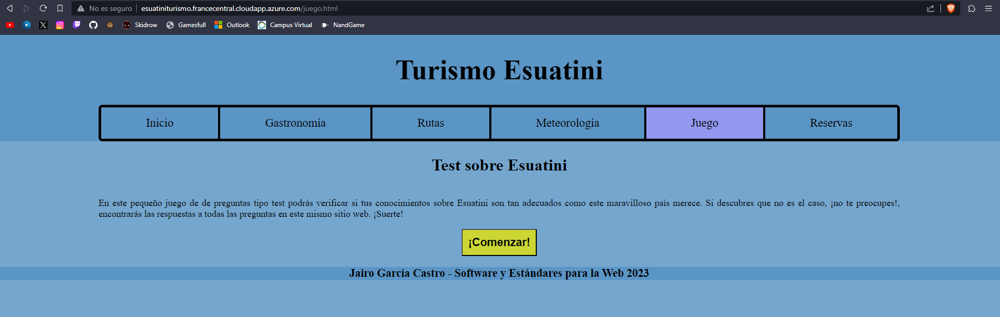 No es seguro esuatiniturismo.francecentral.cloudapp.azure.com/juego.html
Skidrow Gamesfull Outlook Campus Virtual NandGame
Turismo Esuatini
Inicio Gastronomía Rutas Meteorología Juego Reservas
Test sobre Esuatini
En este pequeño juego de de preguntas tipo test podrás verificar si tus conocimientos sobre Esuatini son tan adecuados como este maravilloso país merece. Si descubres que no es el caso, ¡no te preocupes!,
encontrarás las respuestas a todas las preguntas en este mismo sitio web. ¡Suerte!
¡Comenzar!
Jairo García Castro - Software y Estándares para la Web 2023